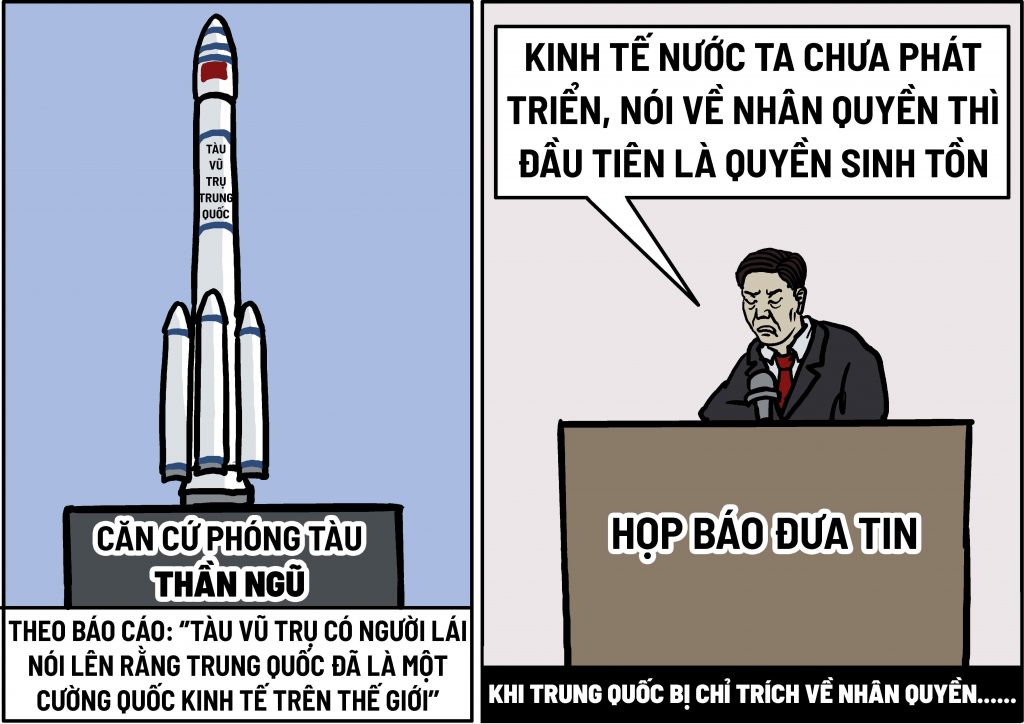 TÀU
VŨ
TRỤ
TRUNG
QUỐC
CĂN CỨ PHÓNG TÀU
THẦN NGŨ
THEO BÁO CÁO: “TÀU VŨ TRỤ CÓ NGƯỜI LÁI
NÓI LÊN RẰNG TRUNG QUỐC ĐÃ LÀ MỘT
CƯỜNG QUỐC KINH TẾ TRÊN THẾ GIỚI”
KINH TẾ NƯỚC TA CHƯA PHÁT
TRIỂN, NÓI VỀ NHÂN QUYỀN THÌ
ĐẦU TIÊN LÀ QUYỀN SINH TỒN
HỌP BÁO ĐƯA TIN
KHI TRUNG QUỐC BỊ CHỈ TRÍCH VỀ NHÂN QUYỀN......